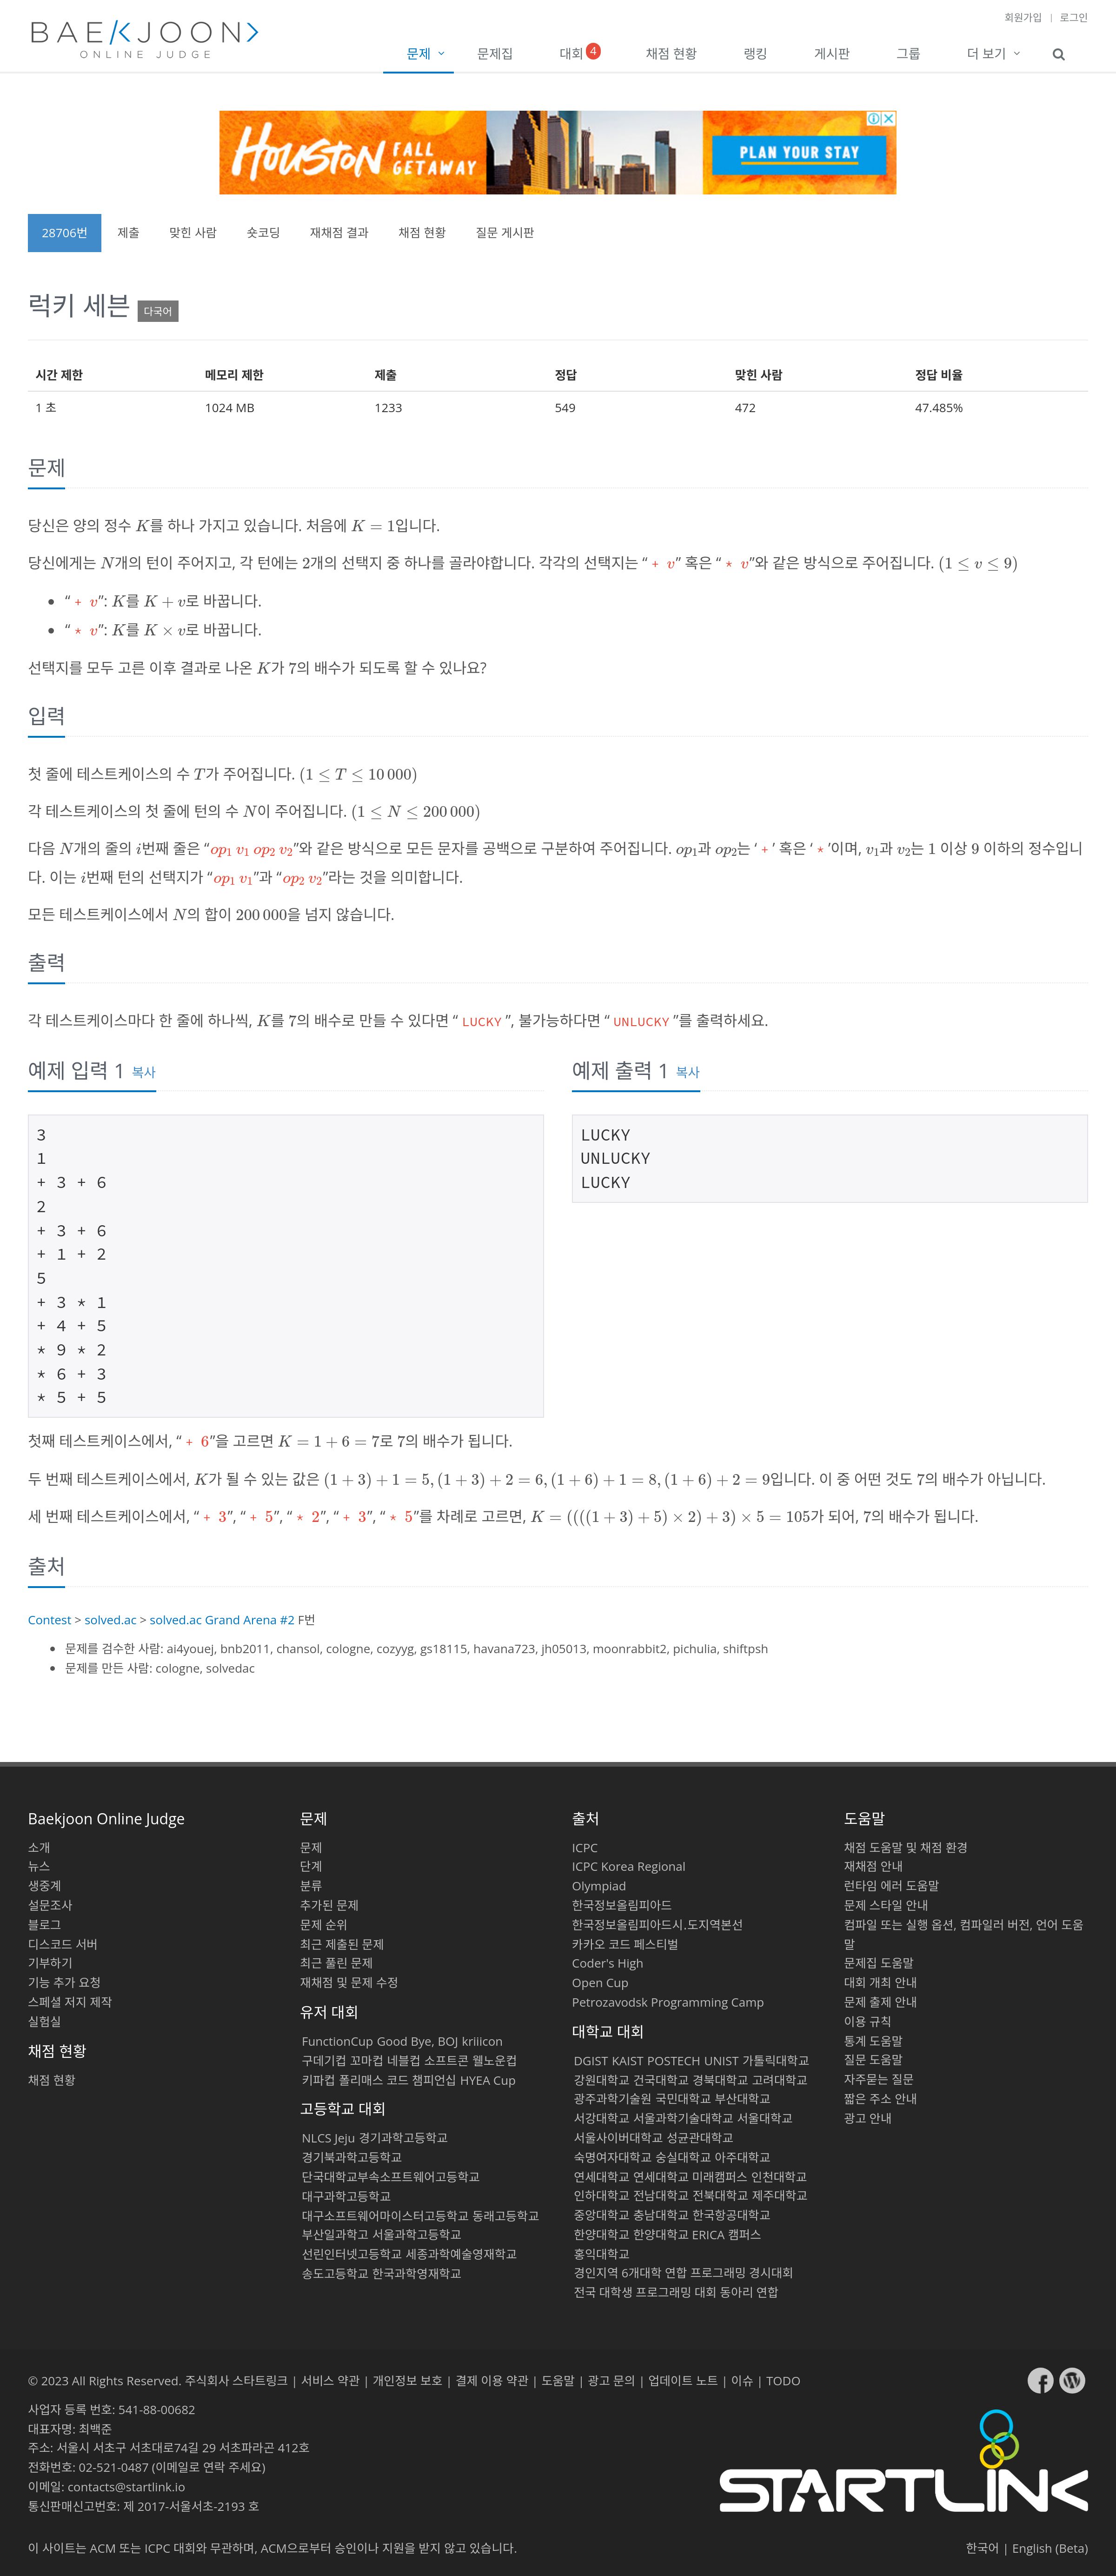 회원가입 | 로그인
BAEKJOON>
ONLINE JUDGE
문제 문제집 대회 4 채점 현황 랭킹 게시판 그룹 더 보기
HOUSTON FALL GETAWAY PLAN YOUR STAY
28706번 제출 맞힌 사람 숏코딩 재채점 결과 채점 현황 질문 게시판
럭키 세븐 다국어
시간 제한 메모리 제한 제출 정답 맞힌 사람 정답 비율
1 초 1024 MB 1233 549 472 47.485%
문제
당신은 양의 정수 K를 하나 가지고 있습니다. 처음에 K = 1입니다.
당신에게는 N개의 턴이 주어지고, 각 턴에는 2개의 선택지 중 하나를 골라야합니다. 각각의 선택지는 “ + v” 혹은 “ * v”와 같은 방식으로 주어집니다. (1 ≤ v ≤ 9)
• “ + v”: K를 K + v로 바꿉니다.
• “ * v”: K를 K × v로 바꿉니다.
선택지를 모두 고른 이후 결과로 나온 K가 7의 배수가 되도록 할 수 있나요?
입력
첫 줄에 테스트케이스의 수 T가 주어집니다. (1 ≤ T ≤ 10 000)
각 테스트케이스의 첫 줄에 턴의 수 N이 주어집니다. (1 ≤ N ≤ 200 000)
다음 N개의 줄의 i번째 줄은 “op₁ v₁ op₂ v₂”와 같은 방식으로 모든 문자를 공백으로 구분하여 주어집니다. op₁과 op₂는 ‘ + ’ 혹은 ‘ * ’이며, v₁과 v₂는 1 이상 9 이하의 정수입니
다. 이는 i번째 턴의 선택지가 “op₁ v₁”과 “op₂ v₂”라는 것을 의미합니다.
모든 테스트케이스에서 N의 합이 200 000을 넘지 않습니다.
출력
각 테스트케이스마다 한 줄에 하나씩, K를 7의 배수로 만들 수 있다면 “ LUCKY ”, 불가능하다면 “ UNLUCKY ”를 출력하세요.
예제 입력 1 복사
3
1
+ 3 + 6
2
+ 3 + 6
+ 1 + 2
5
+ 3 * 1
+ 4 + 5
* 9 * 2
* 6 + 3
* 5 + 5
예제 출력 1 복사
LUCKY
UNLUCKY
LUCKY
첫째 테스트케이스에서, “ + 6”을 고르면 K = 1 + 6 = 7로 7의 배수가 됩니다.
두 번째 테스트케이스에서, K가 될 수 있는 값은 (1 + 3) + 1 = 5, (1 + 3) + 2 = 6, (1 + 6) + 1 = 8, (1 + 6) + 2 = 9입니다. 이 중 어떤 것도 7의 배수가 아닙니다.
세 번째 테스트케이스에서, “ + 3”, “ + 5”, “ * 2”, “ + 3”, “ * 5”를 차례로 고르면, K = ((((1 + 3) + 5) × 2) + 3) × 5 = 105가 되어, 7의 배수가 됩니다.
출처
Contest > solved.ac > solved.ac Grand Arena #2 F번
• 문제를 검수한 사람: ai4youej, bnb2011, chansol, cologne, cozyyg, gs18115, havana723, jh05013, moonrabbit2, pichulia, shiftpsh
• 문제를 만든 사람: cologne, solvedac
Baekjoon Online Judge
소개
뉴스
생중계
설문조사
블로그
디스코드 서버
기부하기
기능 추가 요청
스페셜 저지 제작
실험실
채점 현황
채점 현황
문제
문제
단계
분류
추가된 문제
문제 순위
최근 제출된 문제
최근 풀린 문제
재채점 및 문제 수정
유저 대회
FunctionCup Good Bye, BOJ kriiicon
구데기컵 꼬마컵 네블컵 소프트콘 웰노운컵
키파컵 폴리매스 코드 챔피언십 HYEA Cup
고등학교 대회
NLCS Jeju 경기과학고등학교
경기북과학고등학교
단국대학교부속소프트웨어고등학교
대구과학고등학교
대구소프트웨어마이스터고등학교 동래고등학교
부산일과학고 서울과학고등학교
선린인터넷고등학교 세종과학예술영재학교
송도고등학교 한국과학영재학교
출처
ICPC
ICPC Korea Regional
Olympiad
한국정보올림피아드
한국정보올림피아드시.도지역본선
카카오 코드 페스티벌
Coder's High
Open Cup
Petrozavodsk Programming Camp
대학교 대회
DGIST KAIST POSTECH UNIST 가톨릭대학교
강원대학교 건국대학교 경북대학교 고려대학교
광주과학기술원 국민대학교 부산대학교
서강대학교 서울과학기술대학교 서울대학교
서울사이버대학교 성균관대학교
숙명여자대학교 숭실대학교 아주대학교
연세대학교 연세대학교 미래캠퍼스 인천대학교
인하대학교 전남대학교 전북대학교 제주대학교
중앙대학교 충남대학교 한국항공대학교
한양대학교 한양대학교 ERICA 캠퍼스
홍익대학교
경인지역 6개대학 연합 프로그래밍 경시대회
전국 대학생 프로그래밍 대회 동아리 연합
도움말
채점 도움말 및 채점 환경
재채점 안내
런타임 에러 도움말
문제 스타일 안내
컴파일 또는 실행 옵션, 컴파일러 버전, 언어 도움
말
문제집 도움말
대회 개최 안내
문제 출제 안내
이용 규칙
통계 도움말
질문 도움말
자주묻는 질문
짧은 주소 안내
광고 안내
© 2023 All Rights Reserved. 주식회사 스타트링크 | 서비스 약관 | 개인정보 보호 | 결제 이용 약관 | 도움말 | 광고 문의 | 업데이트 노트 | 이슈 | TODO
사업자 등록 번호: 541-88-00682
대표자명: 최백준
주소: 서울시 서초구 서초대로74길 29 서초파라곤 412호
전화번호: 02-521-0487 (이메일로 연락 주세요)
이메일: contacts@startlink.io
통신판매신고번호: 제 2017-서울서초-2193 호
STARTLINK
이 사이트는 ACM 또는 ICPC 대회와 무관하며, ACM으로부터 승인이나 지원을 받지 않고 있습니다.
한국어 | English (Beta)